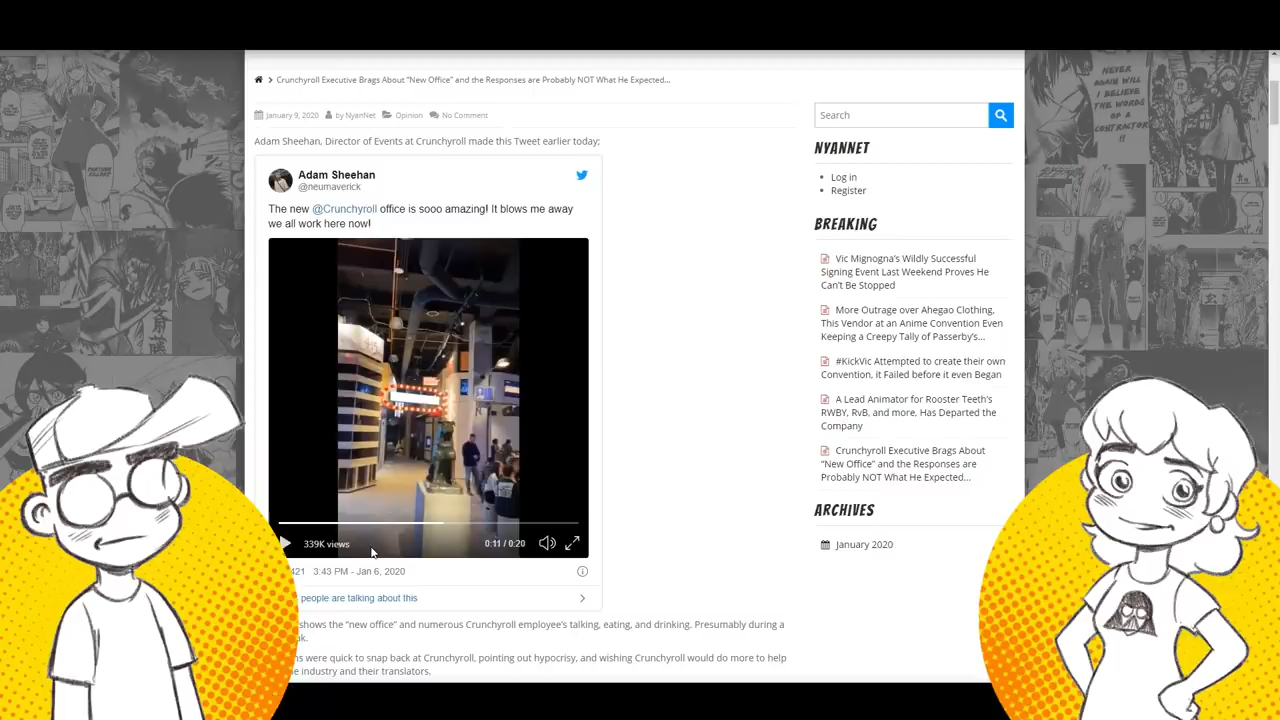 Crunchyroll Executive Brags About “New Office” and the Responses are Probably NOT What He Expected...
January 9, 2020 by NyanNet Opinion No Comment
Adam Sheehan, Director of Events at Crunchyroll made this Tweet earlier today;
Adam Sheehan
@neumaverick
The new @Crunchyroll office is sooo amazing! It blows me away
we all work here now!
339K views
0:11 / 0:20
421 3:43 PM - Jan 6, 2020
people are talking about this
shows the “new office” and numerous Crunchyroll employee’s talking, eating, and drinking. Presumably during a
were quick to snap back at Crunchyroll, pointing out hypocrisy, and wishing Crunchyroll would do more to help
industry and their translators.
Search
NYANNET
Log in
Register
BREAKING
Vic Mignogna’s Wildly Successful
Signing Event Last Weekend Proves He
Can’t Be Stopped
More Outrage over Ahegao Clothing,
This Vendor at an Anime Convention Even
Keeping a Creepy Tally of Passerby’s...
#KickVic Attempted to create their own
Convention, it Failed before it even Began
A Lead Animator for Rooster Teeth’s
RWBY, RvB, and more, Has Departed the
Company
Crunchyroll Executive Brags About
“New Office” and the Responses are
Probably NOT What He Expected...
ARCHIVES
January 2020
NEVER
AGAIN WILL
I BELIEVE
THE WORDS
OF A
CONTRACTOR
!!